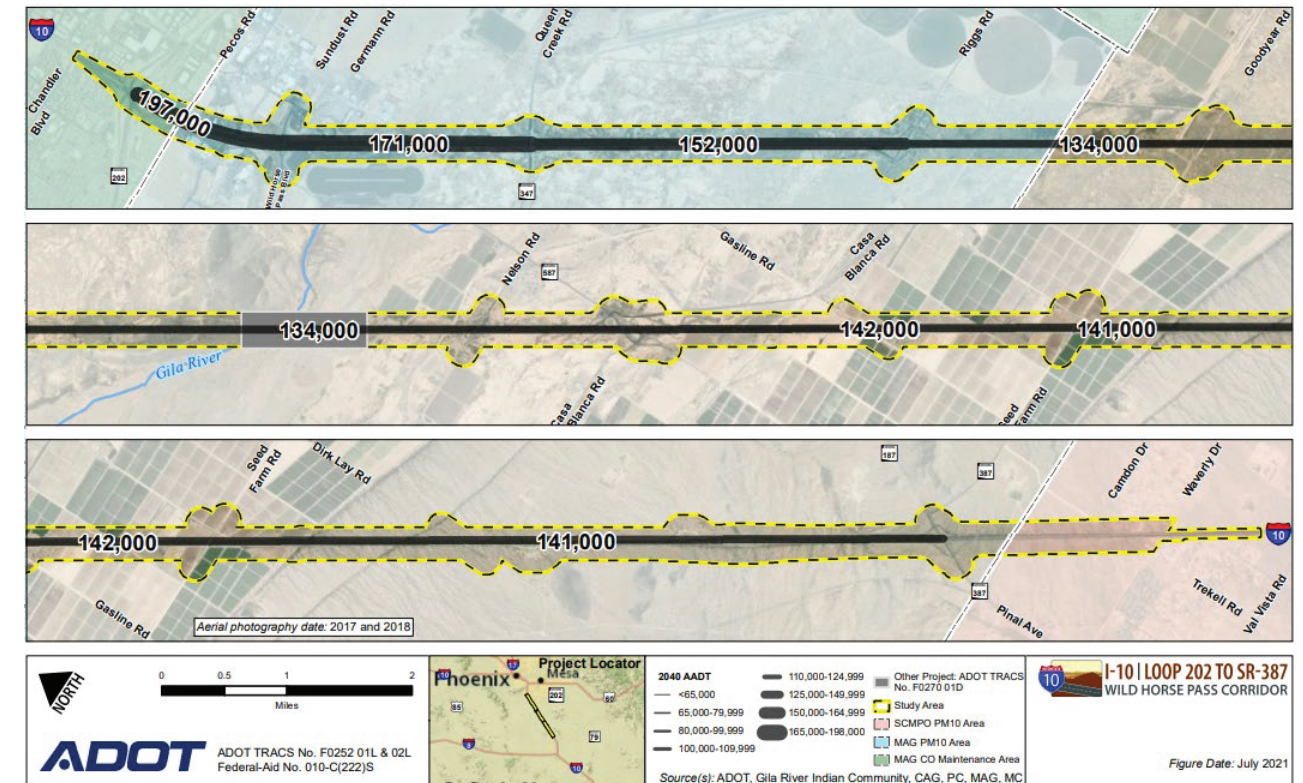 10
Chandler
Blvd
Pecos Rd
Sundust Rd
Germann Rd
Queen
Creek Rd
Riggs Rd
Goodyear Rd
197,000
171,000
152,000
134,000
202
Wild Horse
Pass Blvd
347
Nelson Rd
587
Gasline Rd
Casa
Blanca Rd
134,000
142,000
141,000
Gila River
Casa
Blanca Rd
Seed
Farm Rd
Seed
Farm Rd
Dirk Lay Rd
187
387
Camdon Dr
Waverly Dr
142,000
141,000
10
387
Gasline Rd
Aerial photography date: 2017 and 2018
Pinal Ave
Trekell Rd
Val Vista Rd
NORTH
0 0.5 1 2
Miles
ADOT
ADOT TRACS No. F0252 01L & 02L
Federal-Aid No. 010-C(222)S
Project Locator
Phoenix
Mesa
10
17
202
60
85
79
8
10
2040 AADT
<65,000
65,000-79,999
80,000-99,999
100,000-109,999
110,000-124,999
125,000-149,999
150,000-164,999
165,000-198,000
Other Project: ADOT TRACS
No. F0270 01D
Study Area
SCMPO PM10 Area
MAG PM10 Area
MAG CO Maintenance Area
Source(s): ADOT, Gila River Indian Community, CAG, PC, MAG, MC
10
I-10 | LOOP 202 TO SR-387
WILD HORSE PASS CORRIDOR
Figure Date: July 2021